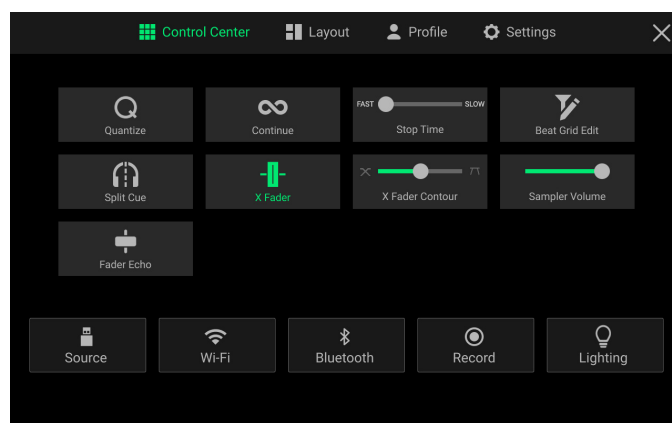 Control Center
Layout
Profile
Settings
Quantize
Continue
FAST
SLOW
Stop Time
Beat Grid Edit
Split Cue
X Fader
X Fader Contour
Sampler Volume
Fader Echo
Source
Wi-Fi
Bluetooth
Record
Lighting